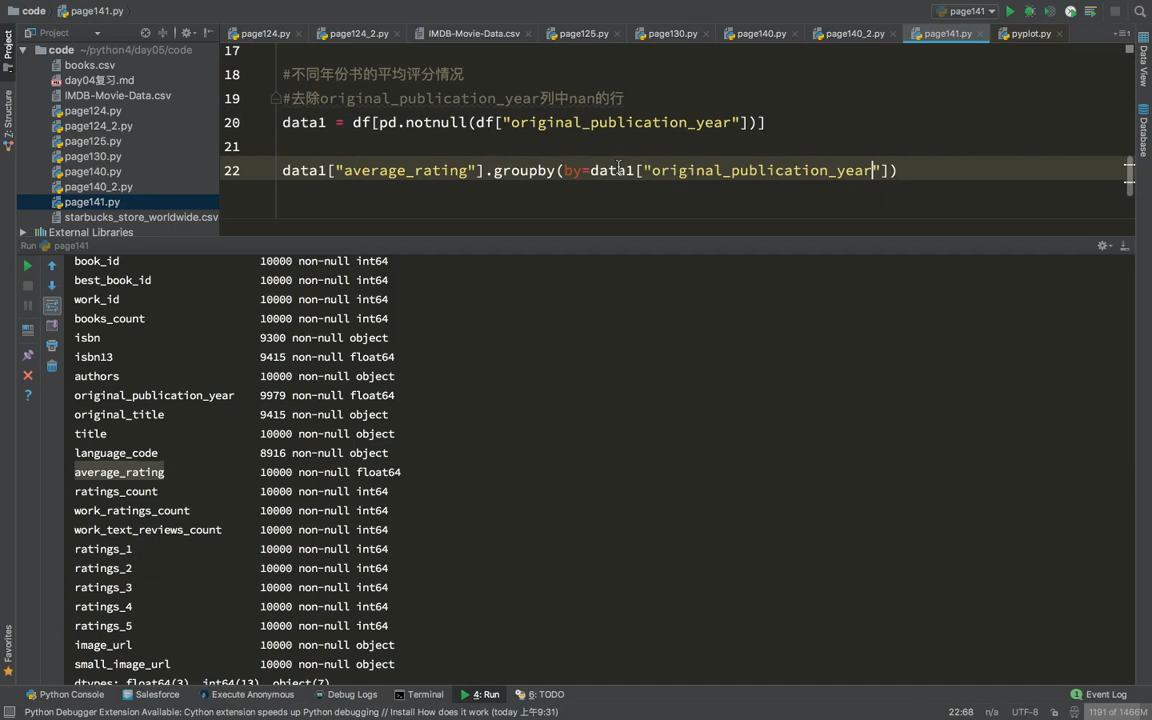 code page141.py
page141
Project
page124.py page124_2.py IMDB-Movie-Data.csv page125.py page130.py page140.py page140_2.py page141.py pyplot.py
code ~/python4/day05/code
books.csv
day04复习.md
IMDB-Movie-Data.csv
page124.py
page124_2.py
page125.py
page130.py
page140.py
page140_2.py
page141.py
starbucks_store_worldwide.csv
External Libraries
17
18 #不同年份书的平均评分情况
19 #去除original_publication_year列中nan的行
20 data1 = df[pd.notnull(df["original_publication_year"])]
21
22 data1["average_rating"].groupby(by=data1["original_publication_year"])
Run page141
book_id 10000 non-null int64
best_book_id 10000 non-null int64
work_id 10000 non-null int64
books_count 10000 non-null int64
isbn 9300 non-null object
isbn13 9415 non-null float64
authors 10000 non-null object
original_publication_year 9979 non-null float64
original_title 9415 non-null object
title 10000 non-null object
language_code 8916 non-null object
average_rating 10000 non-null float64
ratings_count 10000 non-null int64
work_ratings_count 10000 non-null int64
work_text_reviews_count 10000 non-null int64
ratings_1 10000 non-null int64
ratings_2 10000 non-null int64
ratings_3 10000 non-null int64
ratings_4 10000 non-null int64
ratings_5 10000 non-null int64
image_url 10000 non-null object
small_image_url 10000 non-null object
dtypes: float64(3), int64(13), object(7)
Project
Z: Structure
Favorites
Data View
Database
Python Console Salesforce Execute Anonymous Debug Logs Terminal 4: Run 6: TODO Event Log
Python Debugger Extension Available: Cython extension speeds up Python debugging // Install How does it work (today 上午9:31) 22:68 n/a UTF-8 1191 of 1466M